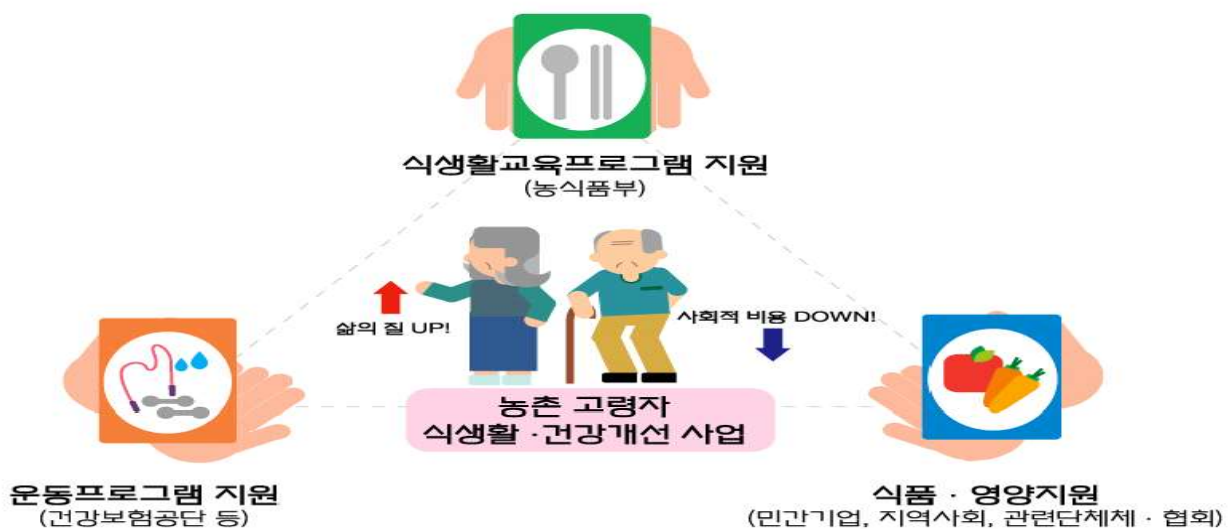 식생활교육프로그램 지원
(농식품부)
삶의 질 UP!
사회적 비용 DOWN!
농촌 고령자
식생활 ·건강개선 사업
운동프로그램 지원
(건강보험공단 등)
식품 · 영양지원
(민간기업, 지역사회, 관련단체체 · 협회)